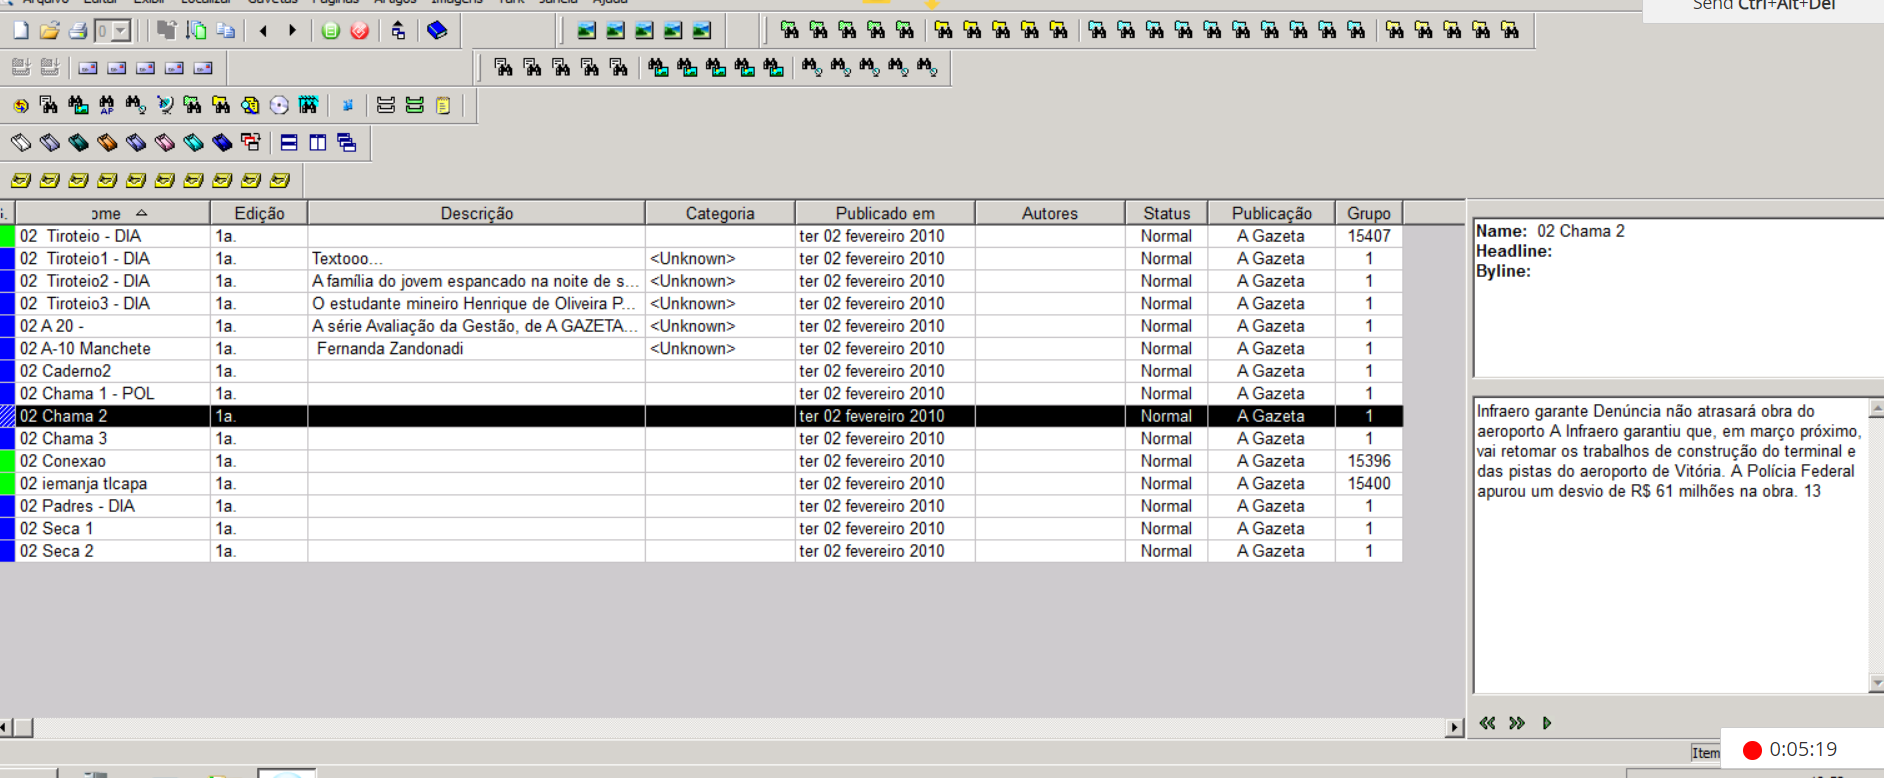 Arquivo Editar Exibir Localizar Gavetas Páginas Artigos Imagens Tark Janela Ajuda
Send Ctrl+Alt+Del
0
AP
ome Edição Descrição Categoria Publicado em Autores Status Publicação Grupo
02 Tiroteio - DIA 1a. ter 02 fevereiro 2010 Normal A Gazeta 15407
02 Tiroteio1 - DIA 1a. Textooo... <Unknown> ter 02 fevereiro 2010 Normal A Gazeta 1
02 Tiroteio2 - DIA 1a. A família do jovem espancado na noite de s... <Unknown> ter 02 fevereiro 2010 Normal A Gazeta 1
02 Tiroteio3 - DIA 1a. O estudante mineiro Henrique de Oliveira P... <Unknown> ter 02 fevereiro 2010 Normal A Gazeta 1
02 A 20 - 1a. A série Avaliação da Gestão, de A GAZETA... <Unknown> ter 02 fevereiro 2010 Normal A Gazeta 1
02 A-10 Manchete 1a. Fernanda Zandonadi <Unknown> ter 02 fevereiro 2010 Normal A Gazeta 1
02 Caderno2 1a. ter 02 fevereiro 2010 Normal A Gazeta 1
02 Chama 1 - POL 1a. ter 02 fevereiro 2010 Normal A Gazeta 1
02 Chama 2 1a. ter 02 fevereiro 2010 Normal A Gazeta 1
02 Chama 3 1a. ter 02 fevereiro 2010 Normal A Gazeta 1
02 Conexao 1a. ter 02 fevereiro 2010 Normal A Gazeta 15396
02 iemanja tlcapa 1a. ter 02 fevereiro 2010 Normal A Gazeta 15400
02 Padres - DIA 1a. ter 02 fevereiro 2010 Normal A Gazeta 1
02 Seca 1 1a. ter 02 fevereiro 2010 Normal A Gazeta 1
02 Seca 2 1a. ter 02 fevereiro 2010 Normal A Gazeta 1
Name: 02 Chama 2
Headline:
Byline:
Infraero garante Denúncia não atrasará obra do
aeroporto A Infraero garantiu que, em março próximo,
vai retomar os trabalhos de construção do terminal e
das pistas do aeroporto de Vitória. A Polícia Federal
apurou um desvio de R$ 61 milhões na obra. 13
Item
0:05:19